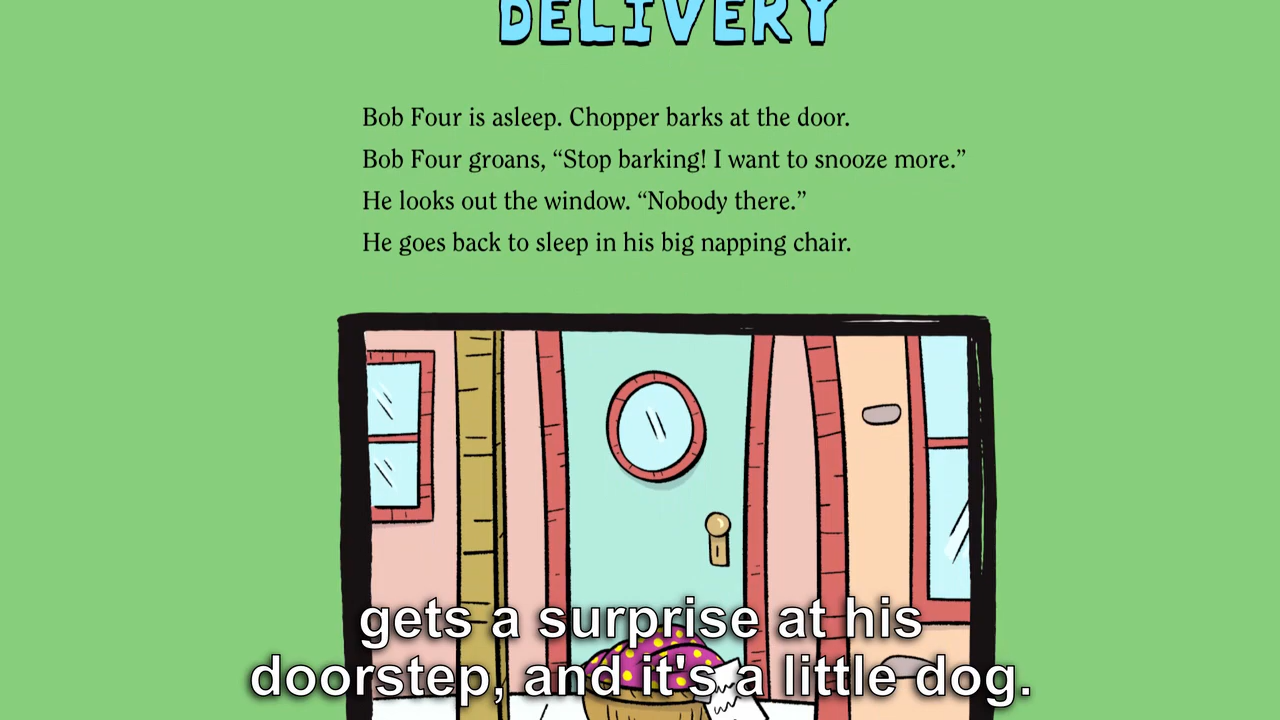 DELIVERY
Bob Four is asleep. Chopper barks at the door.
Bob Four groans, “Stop barking! I want to snooze more.”
He looks out the window. “Nobody there.”
He goes back to sleep in his big napping chair.
gets a surprise at his
doorstep, and it's a little dog.